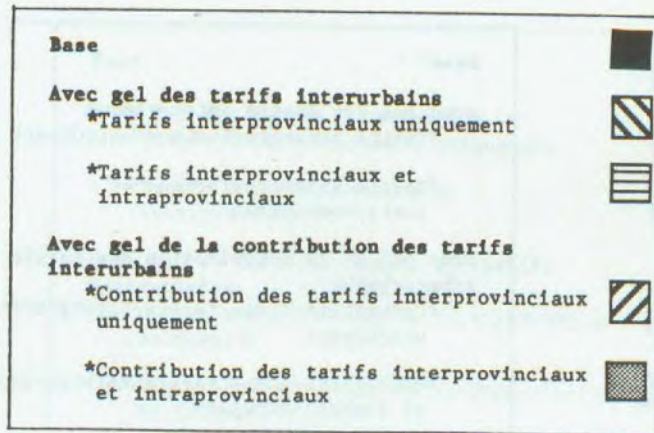 Base
Avec gel des tarifs interurbains
*Tarifs interprovinciaux uniquement
*Tarifs interprovinciaux et
intraprovinciaux
Avec gel de la contribution des tarifs
interurbains
*Contribution des tarifs interprovinciaux
uniquement
*Contribution des tarifs interprovinciaux
et intraprovinciaux